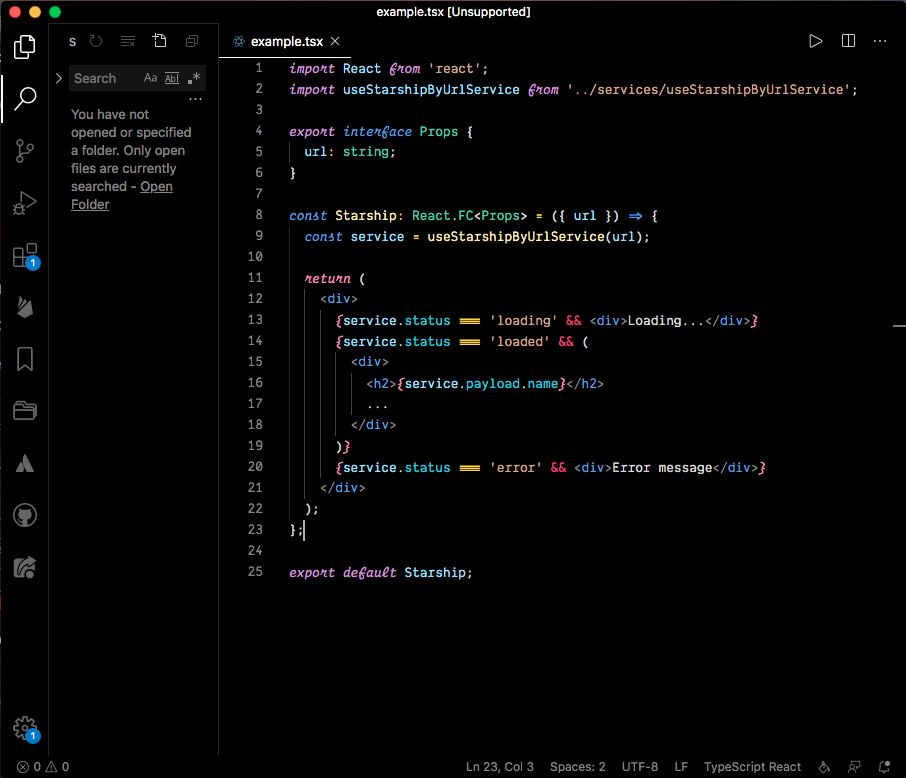 example.tsx [Unsupported]
S
example.tsx
Search Aa Abl .*
You have not
opened or specified
a folder. Only open
files are currently
searched - Open
Folder
1 import React from 'react';
2 import useStarshipByUrlService from '../services/useStarshipByUrlService';
3
4 export interface Props {
5 url: string;
6 }
7
8 const Starship: React.FC<Props> = ({ url }) => {
9 const service = useStarshipByUrlService(url);
10
11 return (
12 <div>
13 {service.status === 'loading' && <div>Loading...</div>}
14 {service.status === 'loaded' && (
15 <div>
16 <h2>{service.payload.name}</h2>
17 ...
18 </div>
19 )}
20 {service.status === 'error' && <div>Error message</div>}
21 </div>
22 );
23 };
24
25 export default Starship;
1
1
0 0
Ln 23, Col 3 Spaces: 2 UTF-8 LF TypeScript React